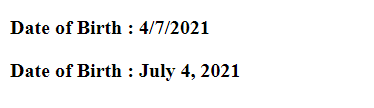 Date of Birth : 4/7/2021
Date of Birth : July 4, 2021